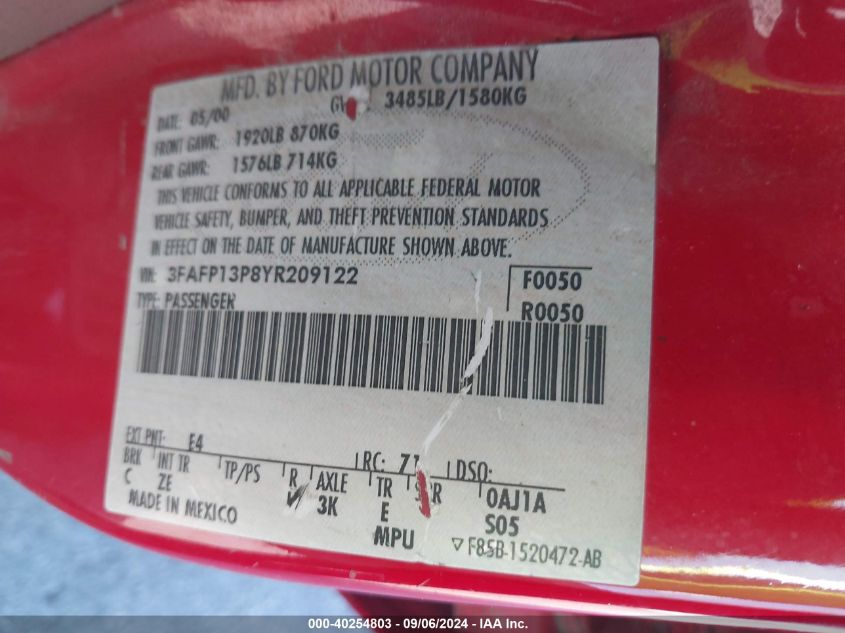 MFD. BY FORD MOTOR COMPANY
DATE: 05/00 3485LB/1580KG
FRONT GAWR: 1920LB 870KG
REAR GAWR: 1576LB 714KG
THIS VEHICLE CONFORMS TO ALL APPLICABLE FEDERAL MOTOR
VEHICLE SAFETY, BUMPER, AND THEFT PREVENTION STANDARDS
IN EFFECT ON THE DATE OF MANUFACTURE SHOWN ABOVE.
VIN: 3FAFP13P8YR209122 F0050
TYPE: PASSENGER R0050
EXT PNT: E4 RC: 71 DSO:
BRK INT TR TP/PS R AXLE TR 0AJ1A
C ZE ✓ 3K E S05
MADE IN MEXICO MPU ▽ F85B-1520472-AB
000-40254803 - 09/06/2024 - IAA Holdings, LLC.